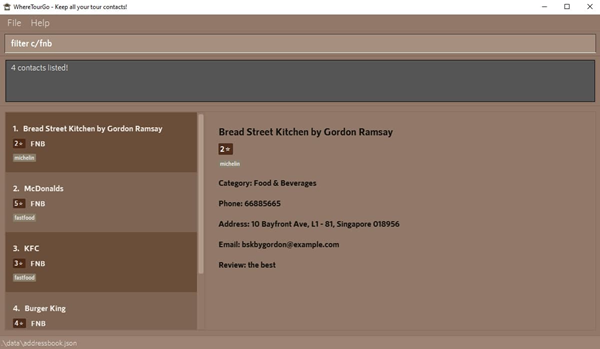 WhereTourGo - Keep all your tour contacts!
File Help
filter c/fnb
4 contacts listed!
1. Bread Street Kitchen by Gordon Ramsay
2★ FNB
michelin
2. McDonalds
5★ FNB
fastfood
3. KFC
3★ FNB
fastfood
4. Burger King
4★ FNB
Bread Street Kitchen by Gordon Ramsay
2★
michelin
Category: Food & Beverages
Phone: 66885665
Address: 10 Bayfront Ave, L1 - 81, Singapore 018956
Email: bskbygordon@example.com
Review: the best
\data\addressbook.json